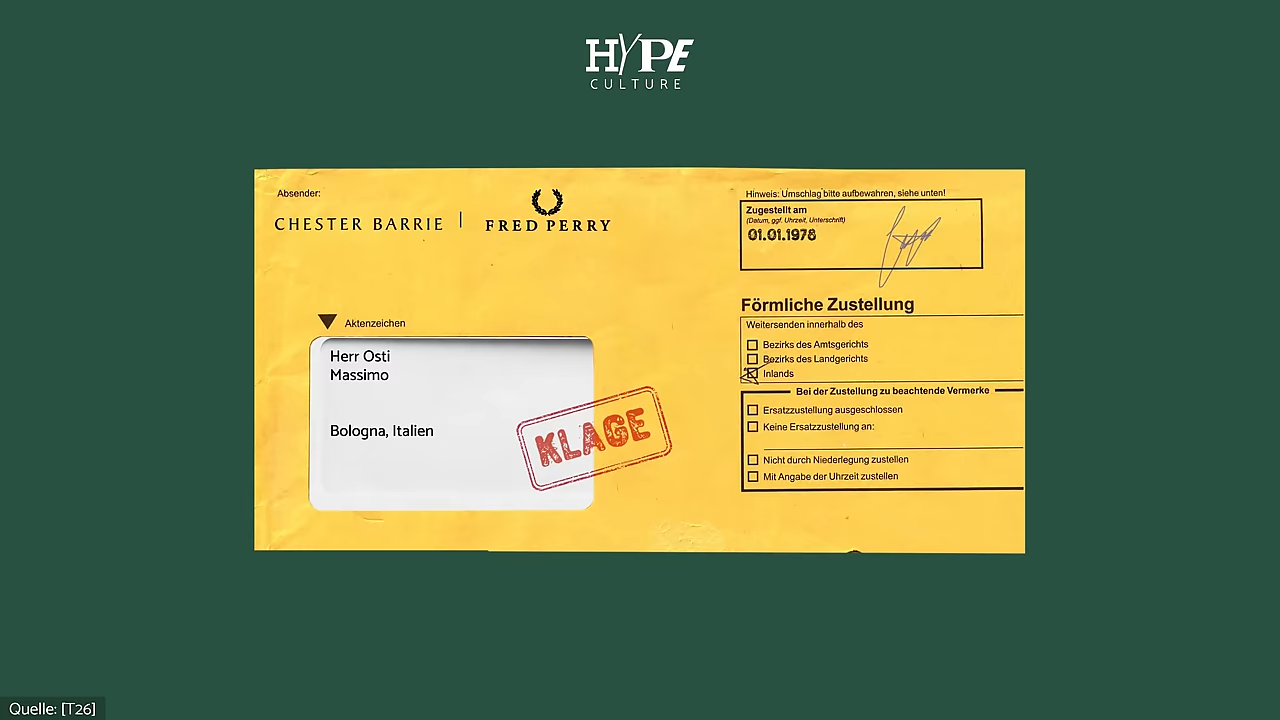 HYPE
CULTURE
Absender:
CHESTER BARRIE | FRED PERRY
Hinweis: Umschlag bitte aufbewahren, siehe unten!
Zugestellt am
(Datum, ggf. Uhrzeit, Unterschrift)
01.01.1978
Förmliche Zustellung
Weitersenden innerhalb des
Bezirks des Amtsgerichts
Bezirks des Landgerichts
Inlands
Bei der Zustellung zu beachtende Vermerke
Ersatzzustellung ausgeschlossen
Keine Ersatzzustellung an:
Nicht durch Niederlegung zustellen
Mit Angabe der Uhrzeit zustellen
Aktenzeichen
Herr Osti
Massimo
Bologna, Italien
KLAGE
Quelle: [T26]